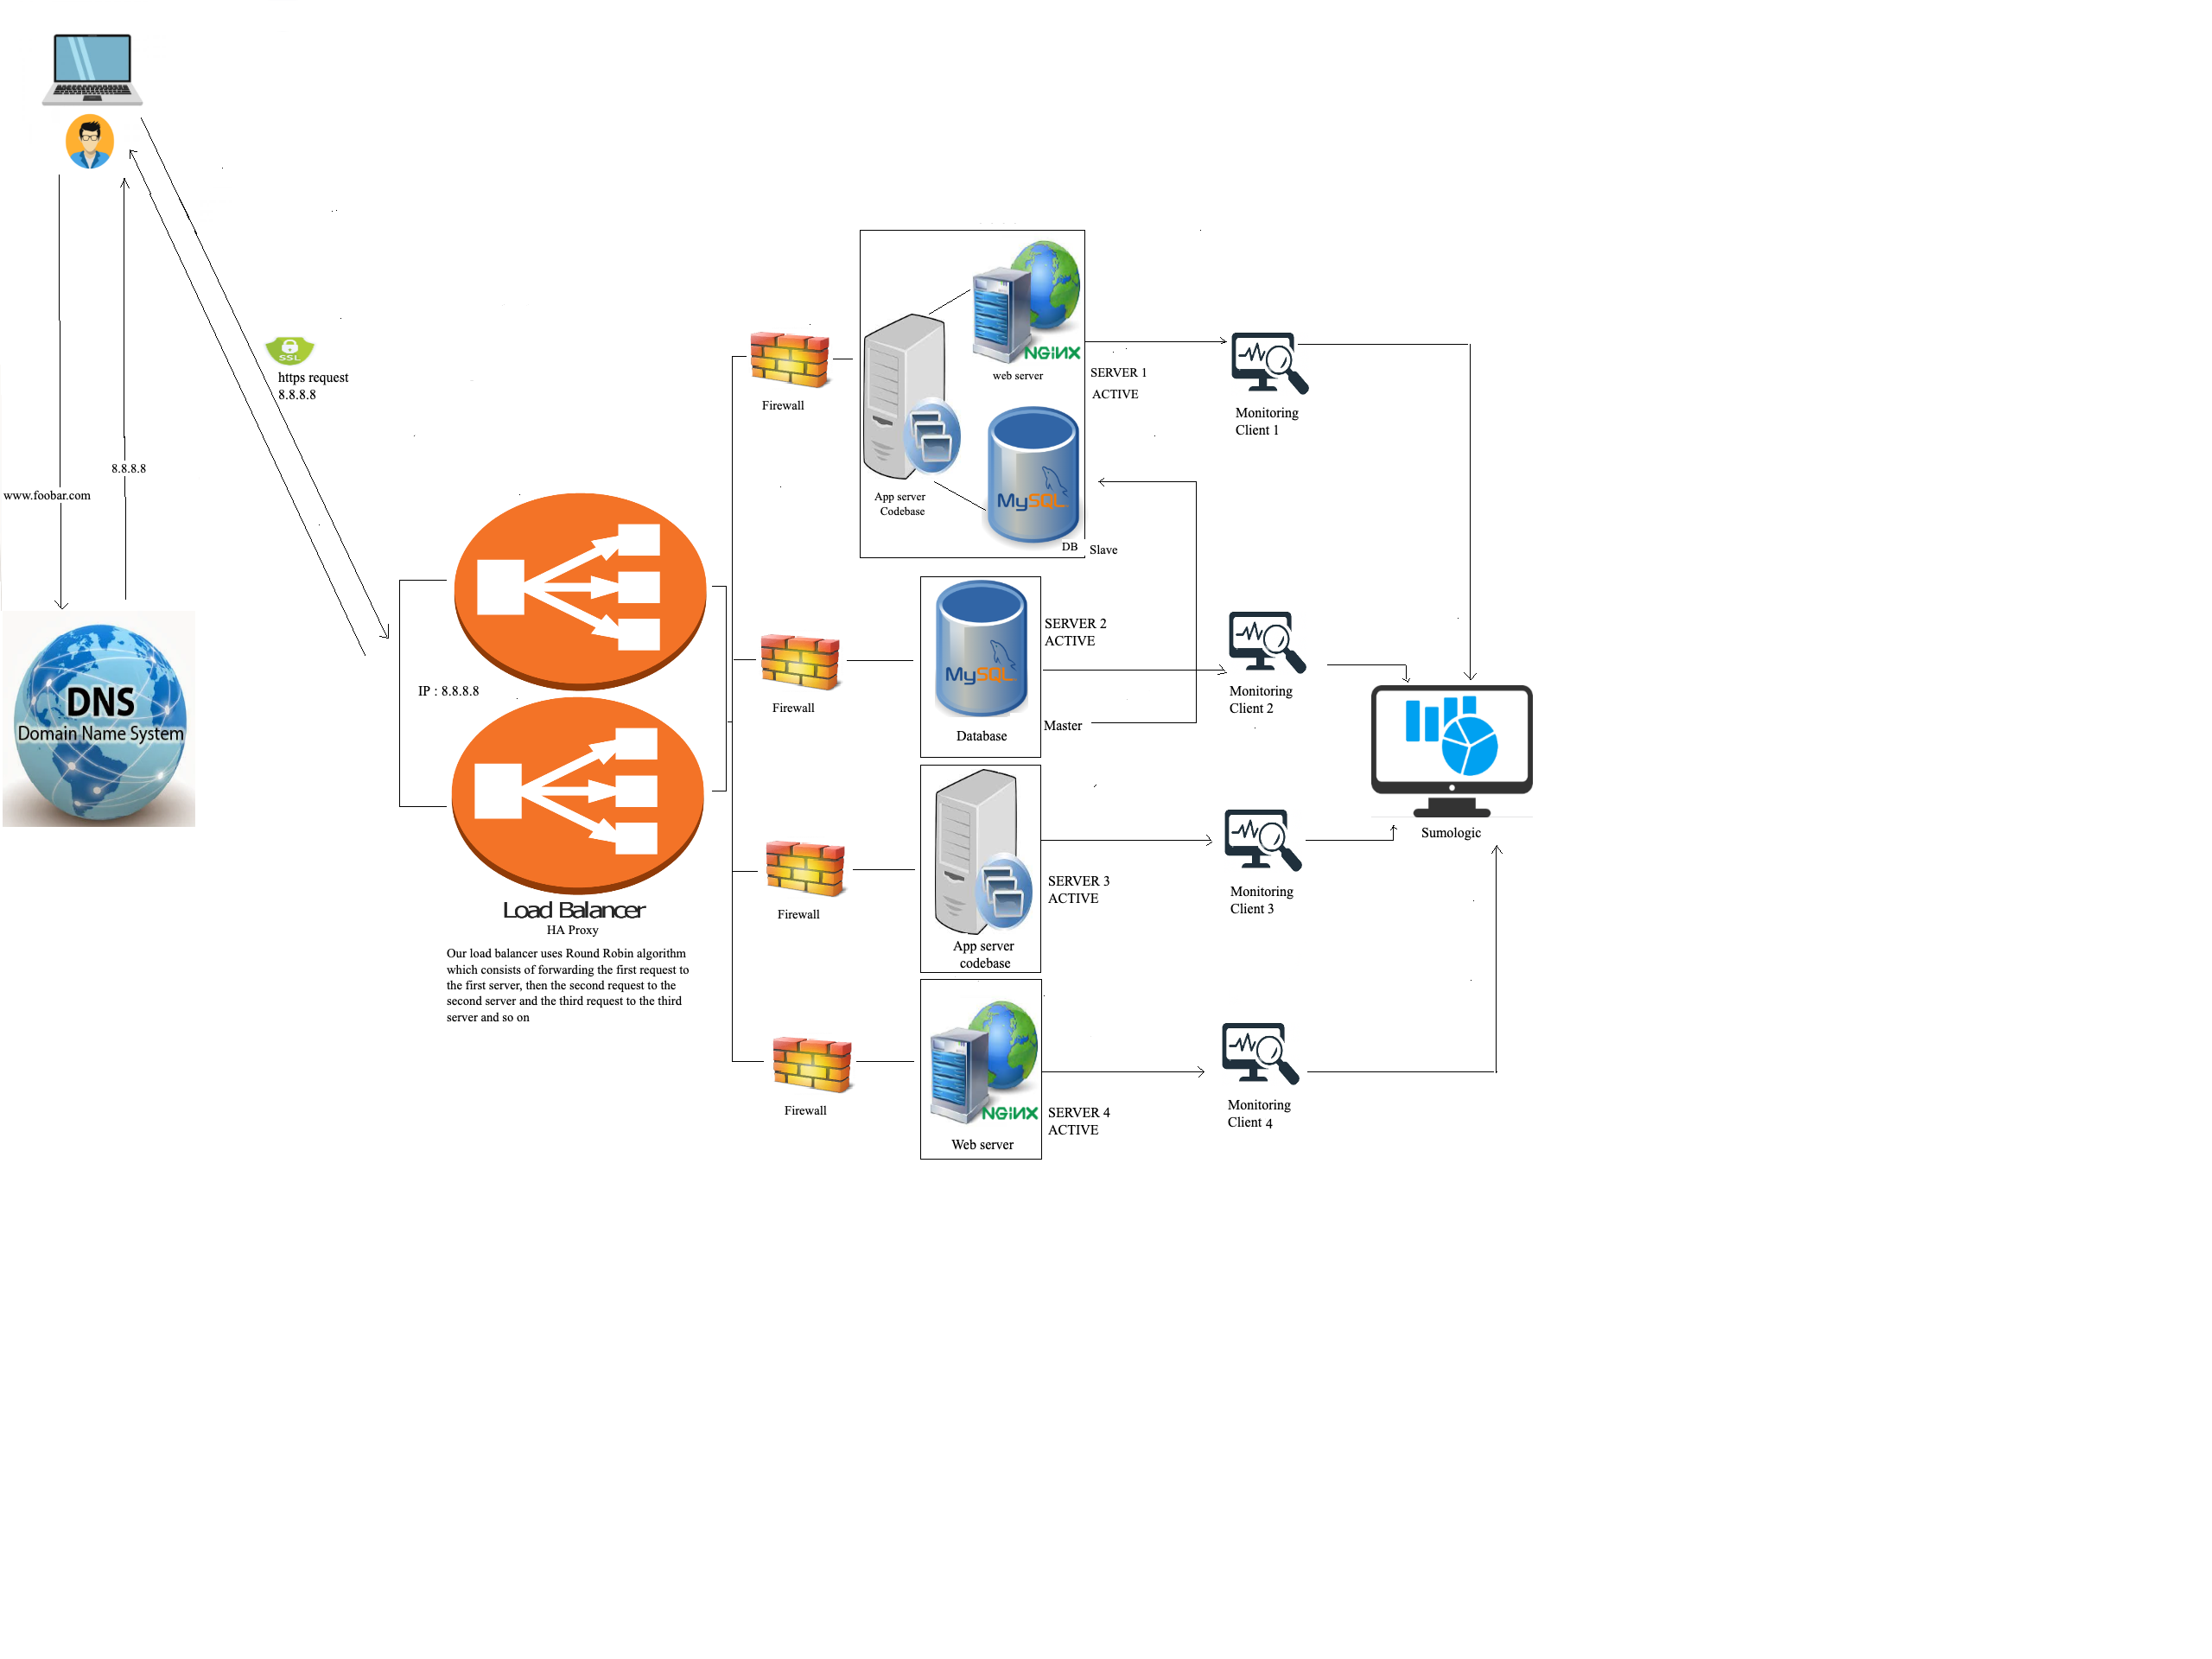 SSL
https request
8.8.8.8
8.8.8.8
www.foobar.com
DNS
Domain Name System
IP : 8.8.8.8
Load Balancer
HA Proxy
Our load balancer uses Round Robin algorithm
which consists of forwarding the first request to
the first server, then the second request to the
second server and the third request to the third
server and so on
Firewall
NGiNX
web server
App server
Codebase
MySQL
DB
Slave
SERVER 1
ACTIVE
Monitoring
Client 1
Firewall
MySQL
Database
SERVER 2
ACTIVE
Master
Monitoring
Client 2
Firewall
App server
codebase
SERVER 3
ACTIVE
Monitoring
Client 3
Firewall
NGiNX
Web server
SERVER 4
ACTIVE
Monitoring
Client 4
Sumologic